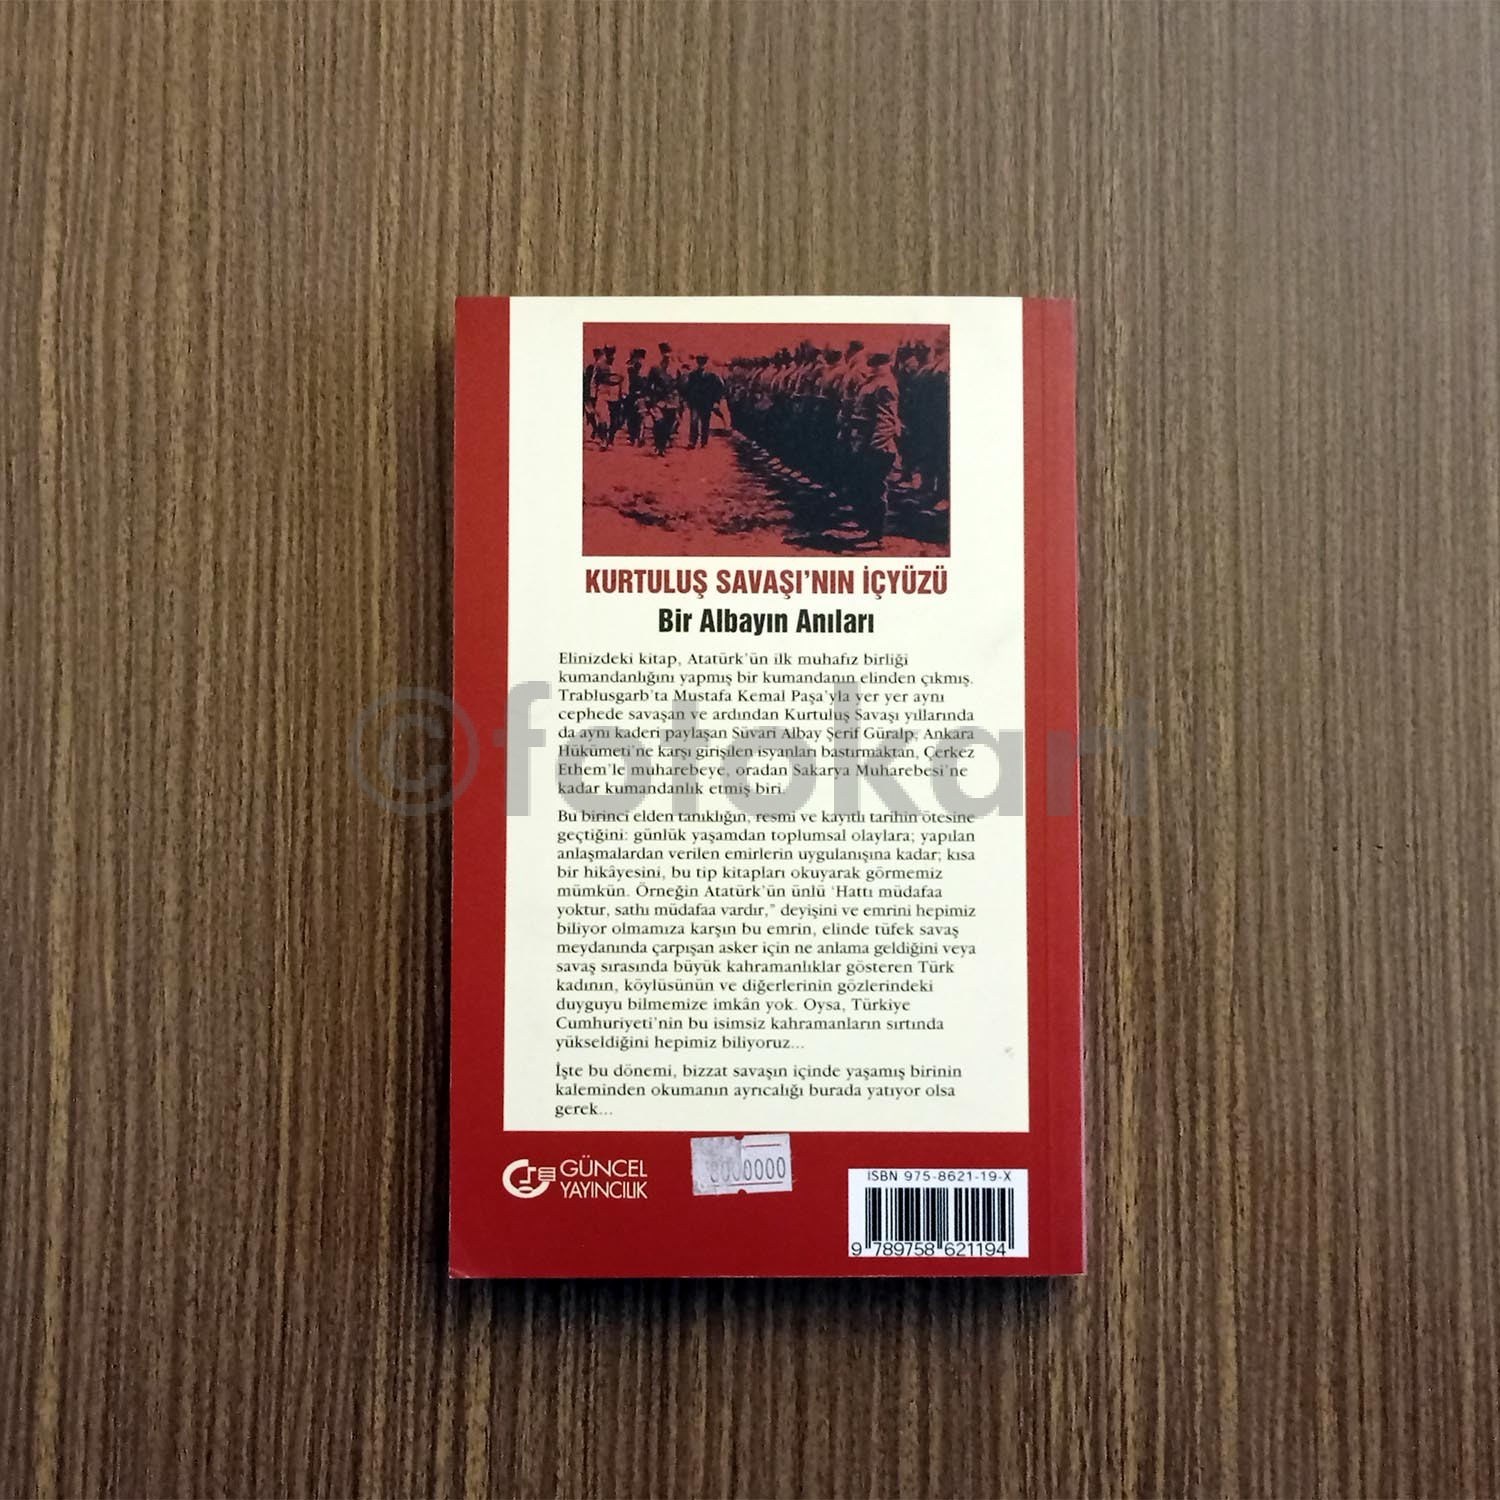 KURTULUŞ SAVAŞI'NIN İÇYÜZÜ
Bir Albayın Anıları
Elinizdeki kitap, Atatürk'ün ilk muhafız birliği
kumandanlığını yapmış bir kumandanın elinden çıkmış.
Trablusgarb'ta Mustafa Kemal Paşa'yla yer yer aynı
cephede savaşan ve ardından Kurtuluş Savaşı yıllarında
da aynı kaderi paylaşan Süvari Albay Şerif Güralp, Ankara
Hükümeti'ne karşı girişilen isyanları bastırmaktan, Çerkez
Ethem'le muharebeye, oradan Sakarya Muharebesi'ne
kadar kumandanlık etmiş biri.
Bu birinci elden tanıklığın, resmi ve kayıtlı tarihin ötesine
geçtiğini: günlük yaşamdan toplumsal olaylara; yapılan
anlaşmalardan verilen emirlerin uygulanışına kadar; kısa
bir hikâyesini, bu tip kitapları okuyarak görmemiz
mümkün. Örneğin Atatürk'ün ünlü 'Hattı müdafaa
yoktur, sathı müdafaa vardır," deyişini ve emrini hepimiz
biliyor olmamıza karşın bu emrin, elinde tüfek savaş
meydanında çarpışan asker için ne anlama geldiğini veya
savaş sırasında büyük kahramanlıklar gösteren Türk
kadının, köylüsünün ve diğerlerinin gözlerindeki
duyguyu bilmemize imkân yok. Oysa, Türkiye
Cumhuriyeti'nin bu isimsiz kahramanların sırtında
yükseldiğini hepimiz biliyoruz...
İşte bu dönemi, bizzat savaşın içinde yaşamış birinin
kaleminden okumanın ayrıcalığı burada yatıyor olsa
gerek...
GÜNCEL
YAYINCILIK
8000000
ISBN 975-8621-19-X
9 789758 621194
©fotokart